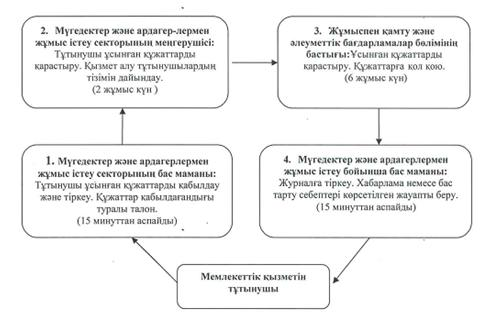 2. Мүгедектер және ардагер-лермен
жұмыс істеу секторының меңгерушісі:
Тұтынушы ұсынған құжаттарды
қарастыру. Қызмет алу тұтынушылардың
тізімін дайындау.
(2 жұмыс күн )
3. Жұмыспен қамту және
әлеуметтік бағдарламалар бөлімінің
бастығы:Ұсынған құжаттарды
қарастыру. Құжаттарға қол қою.
(6 жұмыс күн)
1. Мүгедектер және ардагерлермен
жұмыс істеу секторының бас маманы:
Тұтынушы ұсынған құжаттарды қабылдау
және тіркеу. Құжаттар қабылдағандығы
туралы талон.
(15 минуттан аспайды)
4. Мүгедектер және ардагерлермен
жұмыс істеу бойынша бас маманы:
Журналға тіркеу. Хабарлама немесе бас
тарту себептері көрсетілген жауапты беру.
(15 минуттан аспайды)
Мемлекеттік қызметін
тұтынушы